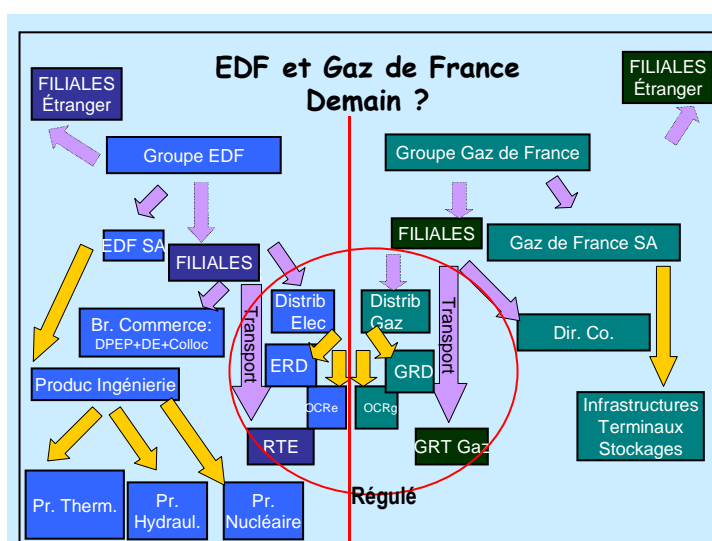 EDF et Gaz de France
Demain ?
FILIALES
Étranger
FILIALES
Étranger
Groupe EDF
Groupe Gaz de France
EDF SA
FILIALES
FILIALES
Gaz de France SA
Distrib
Elec
Distrib
Gaz
Transport
Transport
Br. Commerce:
DPEP+DE+Colloc
Dir. Co.
ERD
GRD
Produc Ingénierie
OCRe
OCRg
Infrastructures
Terminaux
Stockages
RTE
GRT Gaz
Régulé
Pr. Therm.
Pr.
Hydraul.
Pr.
Nucléaire